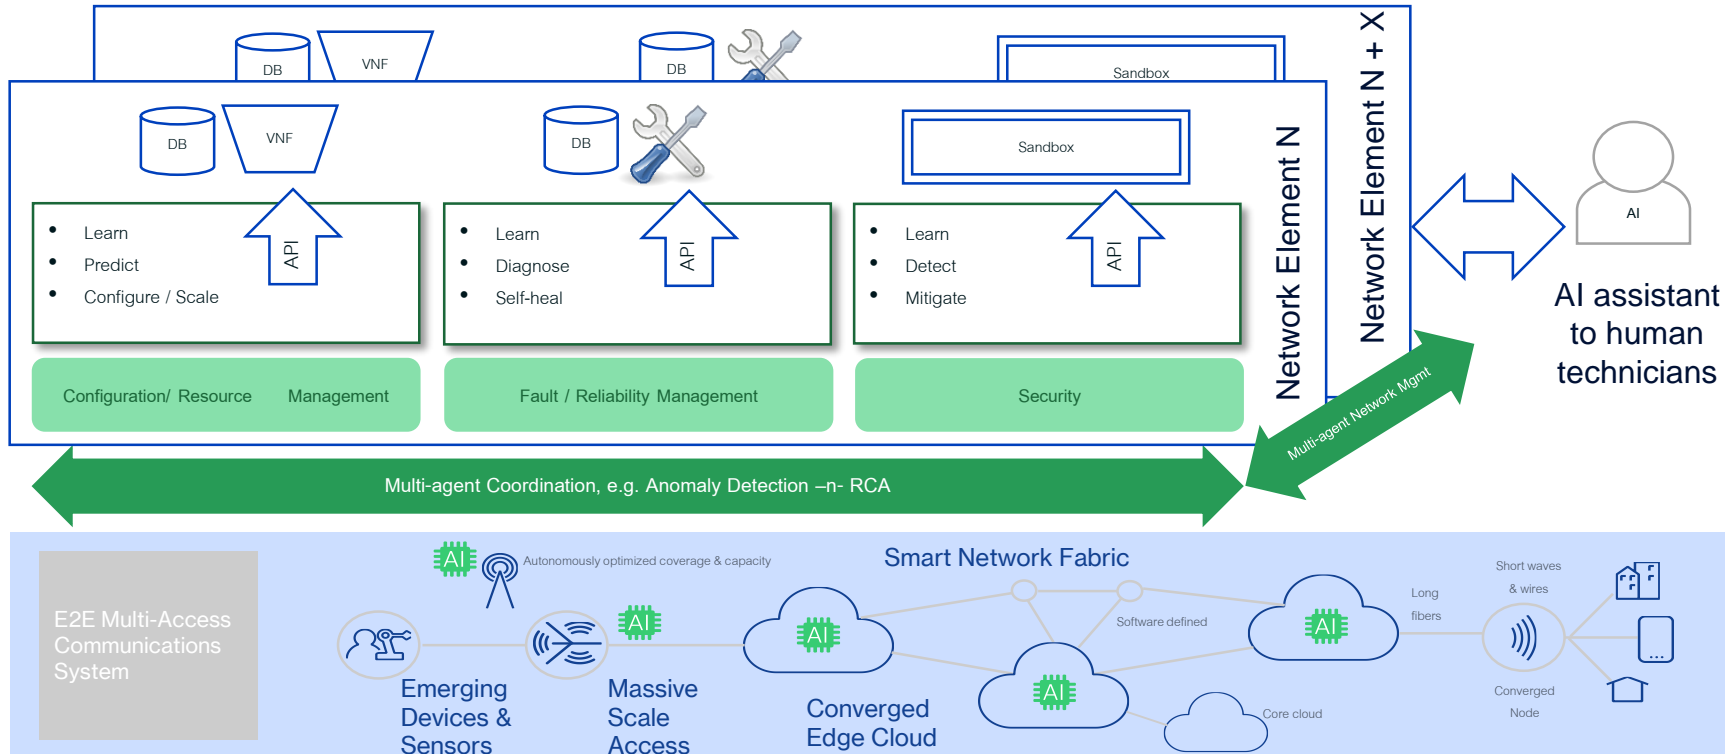 DB
VNF
DB
Sandbox
Network Element N + X
DB
VNF
DB
Sandbox
Network Element N
• Learn
• Predict
• Configure / Scale
API
• Learn
• Diagnose
• Self-heal
API
• Learn
• Detect
• Mitigate
API
AI
AI assistant
to human
technicians
Configuration/ Resource Management
Fault / Reliability Management
Security
Multi-agent Network Mgmt
Multi-agent Coordination, e.g. Anomaly Detection –n- RCA
E2E Multi-Access
Communications
System
AI
Autonomously optimized coverage & capacity
Smart Network Fabric
Short waves
& wires
Long
fibers
AI
AI
Software defined
AI
AI
Emerging
Devices &
Sensors
Massive
Scale
Access
Converged
Edge Cloud
Core cloud
Converged
Node
...